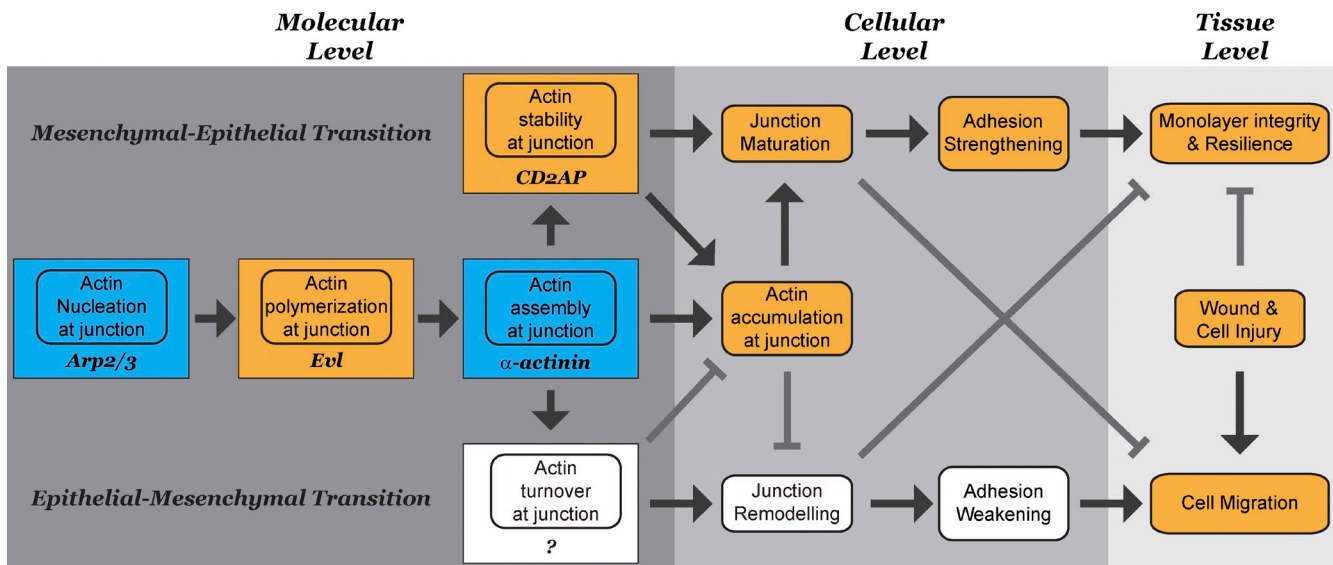 Molecular
Level
Cellular
Level
Tissue
Level
Mesenchymal-Epithelial Transition
Actin
stability
at junction
CD2AP
Junction
Maturation
Adhesion
Strengthening
Monolayer integrity
& Resilience
Actin
Nucleation
at junction
Arp2/3
Actin
polymerization
at junction
Evl
Actin
assembly
at junction
α-actinin
Actin
accumulation
at junction
Wound &
Cell Injury
Epithelial-Mesenchymal Transition
Actin
turnover
at junction
?
Junction
Remodelling
Adhesion
Weakening
Cell Migration